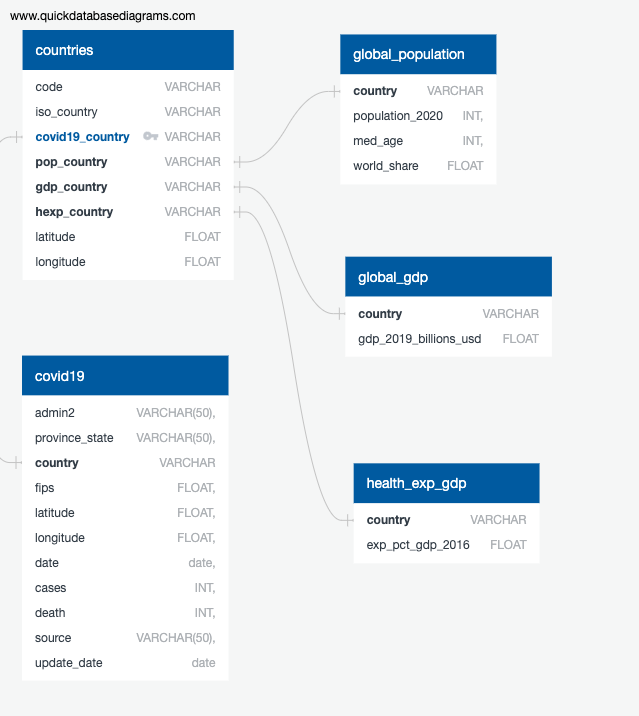 www.quickdatabasediagrams.com
countries
code VARCHAR
iso_country VARCHAR
covid19_country VARCHAR
pop_country VARCHAR
gdp_country VARCHAR
hexp_country VARCHAR
latitude FLOAT
longitude FLOAT
global_population
country VARCHAR
population_2020 INT,
med_age INT,
world_share FLOAT
global_gdp
country VARCHAR
gdp_2019_billions_usd FLOAT
covid19
admin2 VARCHAR(50),
province_state VARCHAR(50),
country VARCHAR
fips FLOAT,
latitude FLOAT,
longitude FLOAT,
date date,
cases INT,
death INT,
source VARCHAR(50),
update_date date
health_exp_gdp
country VARCHAR
exp_pct_gdp_2016 FLOAT